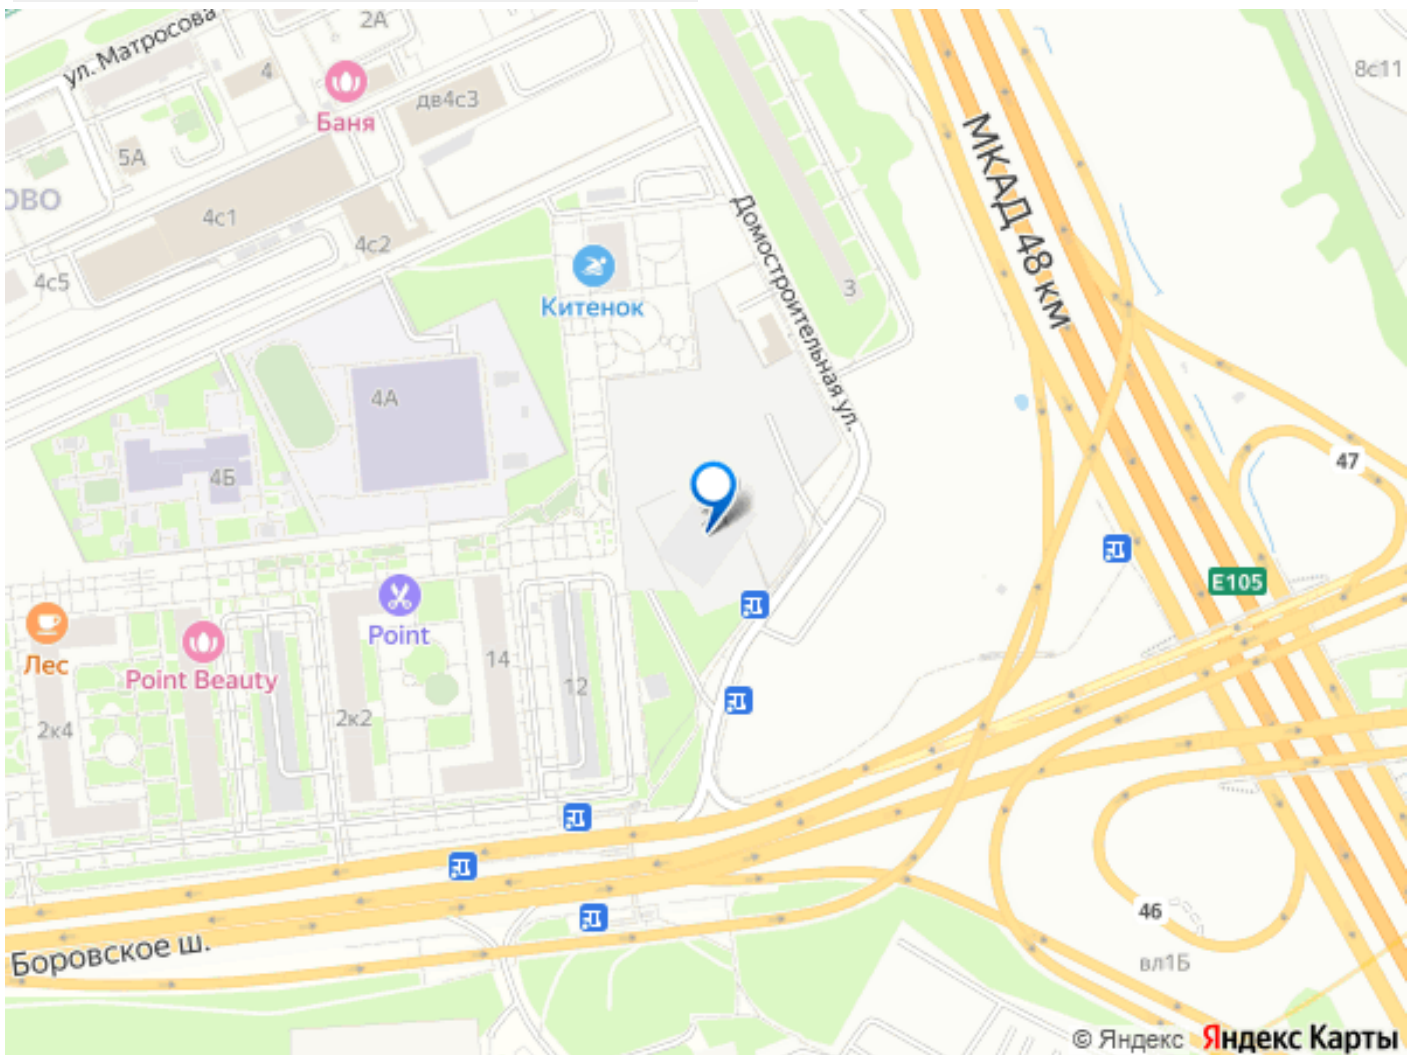 ул. Матросова
2А
8с11
4
дв4с3
Баня
МКАД 48 км
5А
ОВО
4с1
Домостроительная ул.
4с2
4с5
3
Китенок
4А
47
4Б
E105
Point
Лес
14
Point Beauty
12
2к4
2к2
46
Боровское ш.
вл1Б
© Яндекс Яндекс Карты